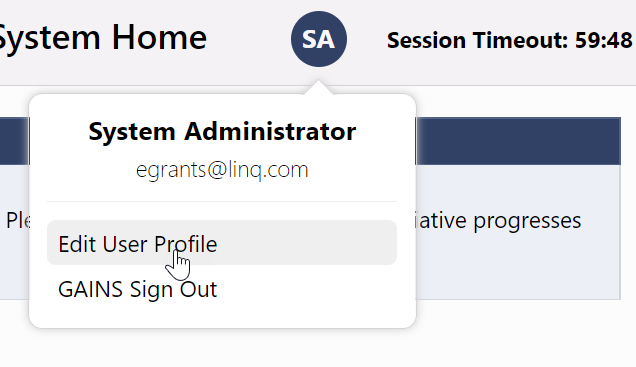 System Home
SA
Session Timeout: 59:48
System Administrator
egrants@linq.com
Ple iative progresses
Edit User Profile
GAINS Sign Out